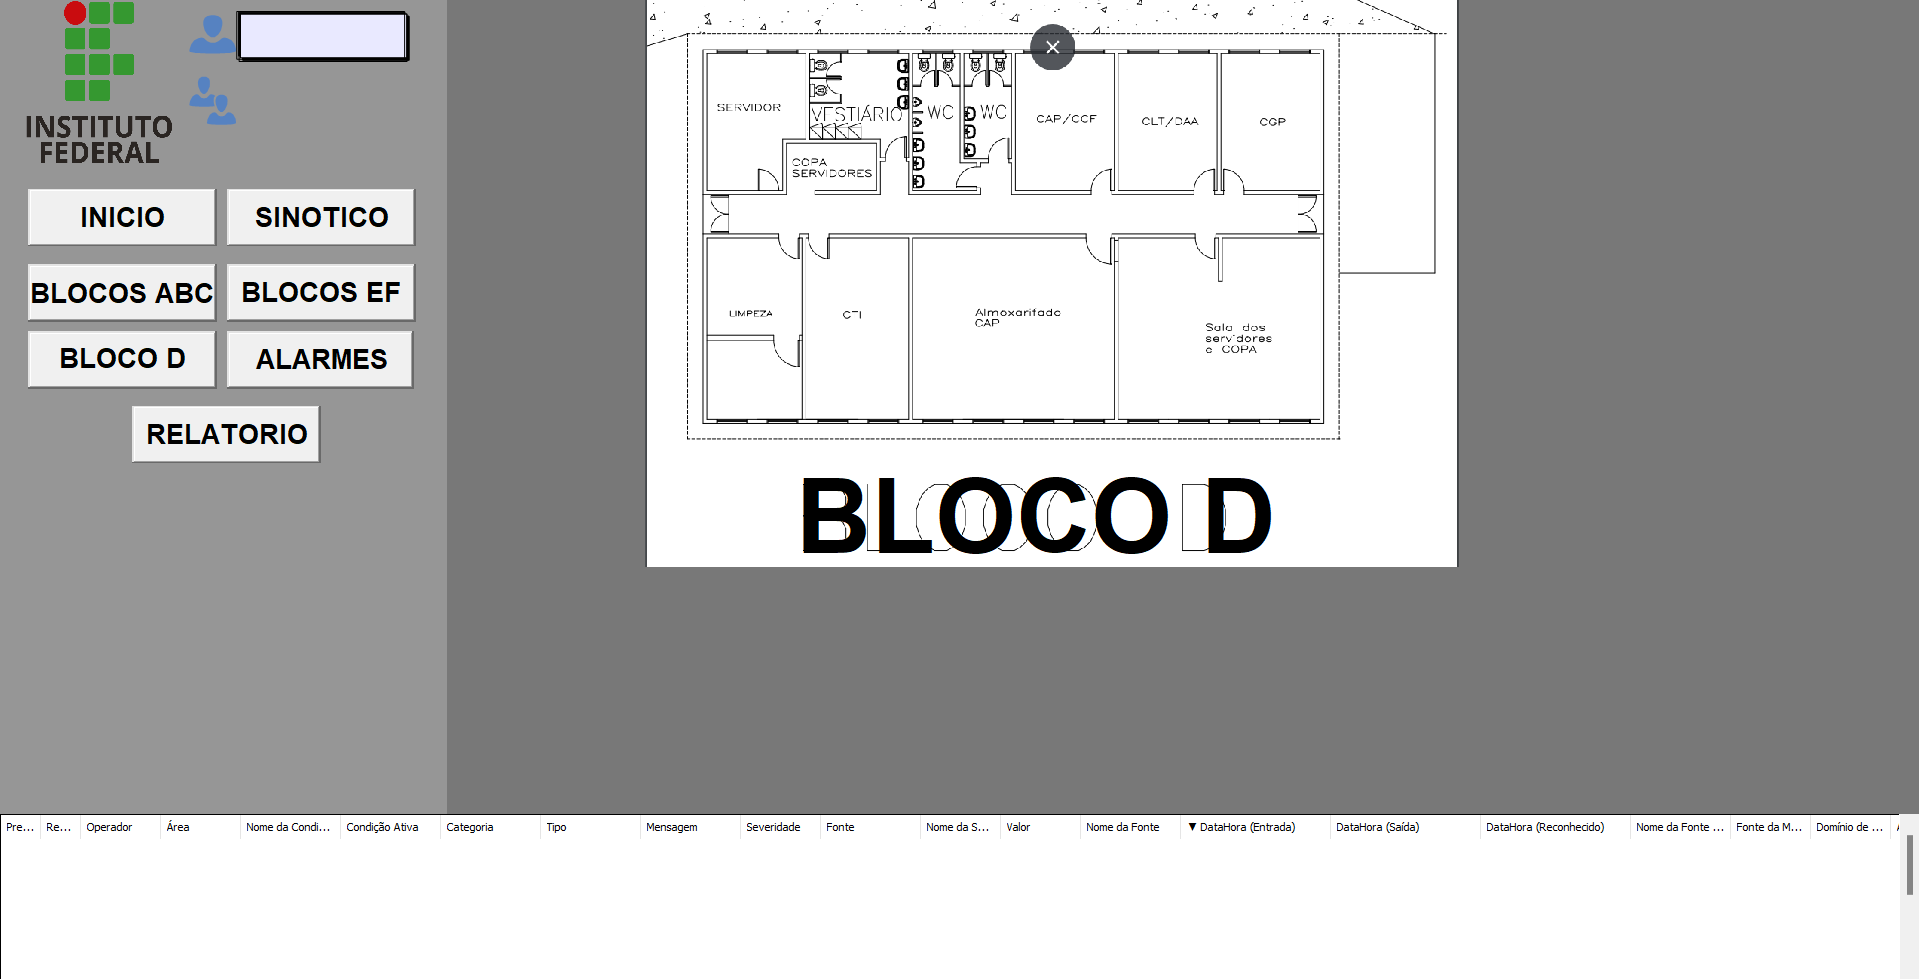 INSTITUTO
FEDERAL
INICIO
SINOTICO
BLOCOS ABC
BLOCOS EF
BLOCO D
ALARMES
RELATORIO
SERVIDOR
VESTIÁRIO
WC
WC
CAP/CCF
CLT/DAA
CGP
COPA
SERVIDORES
LIMPEZA
CTI
Almoxarifado
CAP
Sala dos
servidores
e COPA
BLOCO D
Pre... Re... Operador Área Nome da Condi... Condição Ativa Categoria Tipo Mensagem Severidade Fonte Nome da S... Valor Nome da Fonte ▼ DataHora (Entrada) DataHora (Saída) DataHora (Reconhecido) Nome da Fonte ... Fonte da M... Domínio de ...